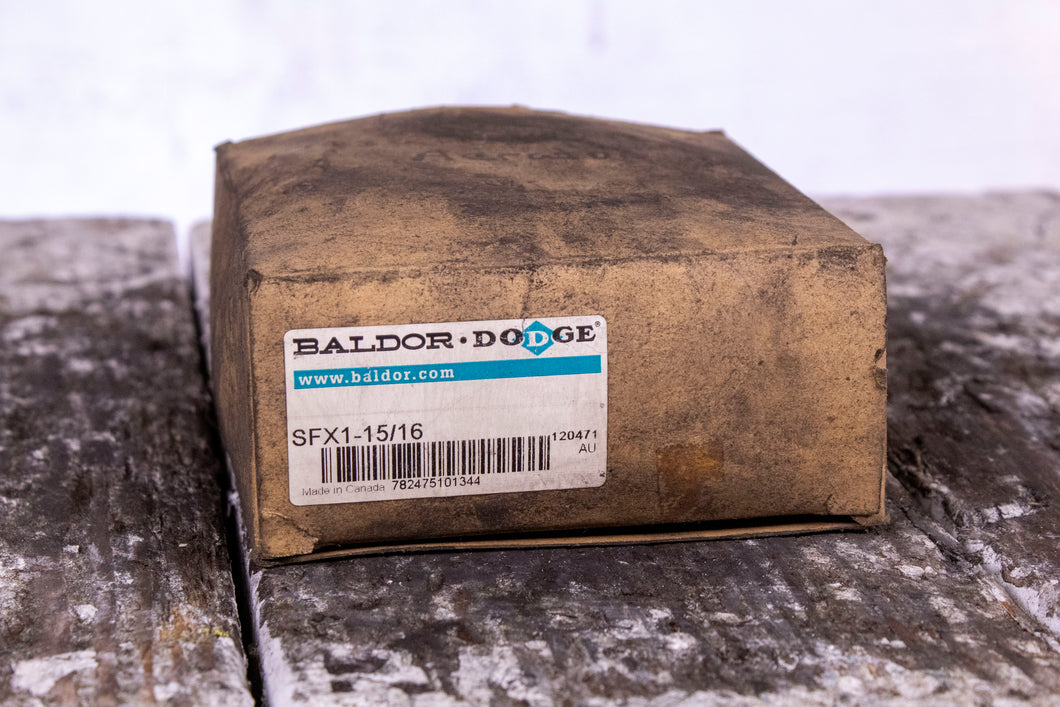 BALDOR · DODGE®
www.baldor.com
SFX1-15/16
120471
AU
Made in Canada 782475101344